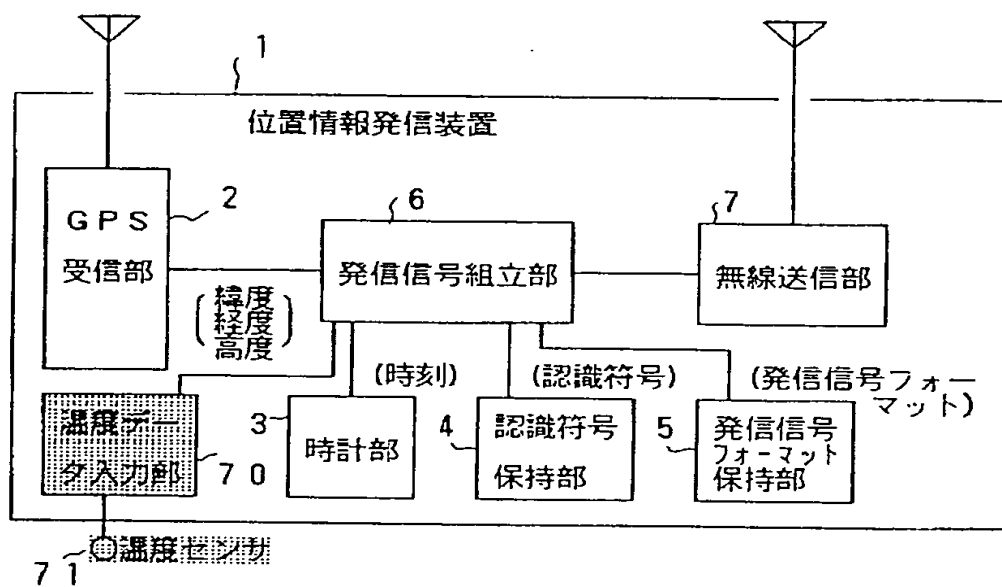 1
位置情報発信装置
2
GPS
受信部
6
発信信号組立部
7
無線送信部
緯度
経度
高度
(時刻)
(認識符号)
(発信信号フォー
マット)
温度デー
タ入力部
70
3
時計部
4
認識符号
保持部
5
発信信号
フォーマット
保持部
71
温度センサ